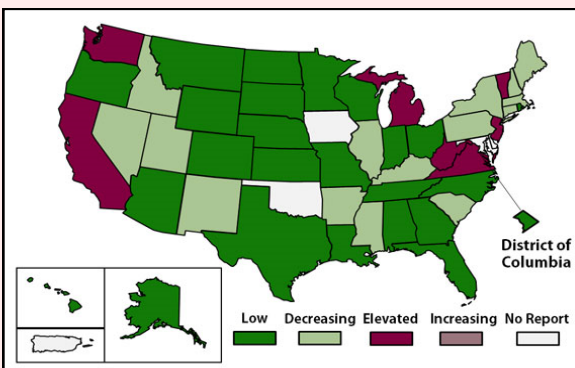 District of
Columbia
Low Decreasing Elevated Increasing No Report